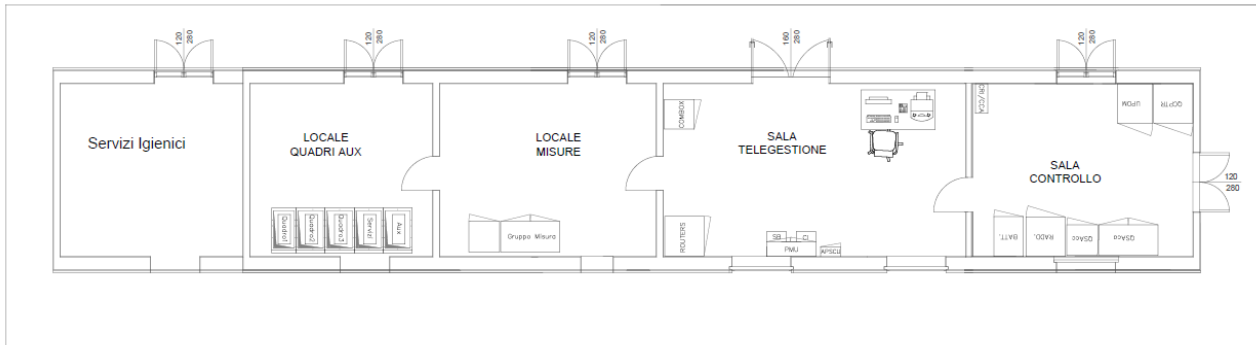 120
280
120
280
120
280
160
280
120
280
Servizi Igienici
LOCALE
QUADRI AUX
LOCALE
MISURE
COMBOX
SALA
TELEGESTIONE
UPDM
QCPTR
SALA
CONTROLLO
120
280
Quadro1
Quadro2
Quadro3
Servizi
Aux
Gruppo Misura
ROUTERS
SB
CI
PMU
APSCU
BATT.
RADD.
QSAcc
QSAcc